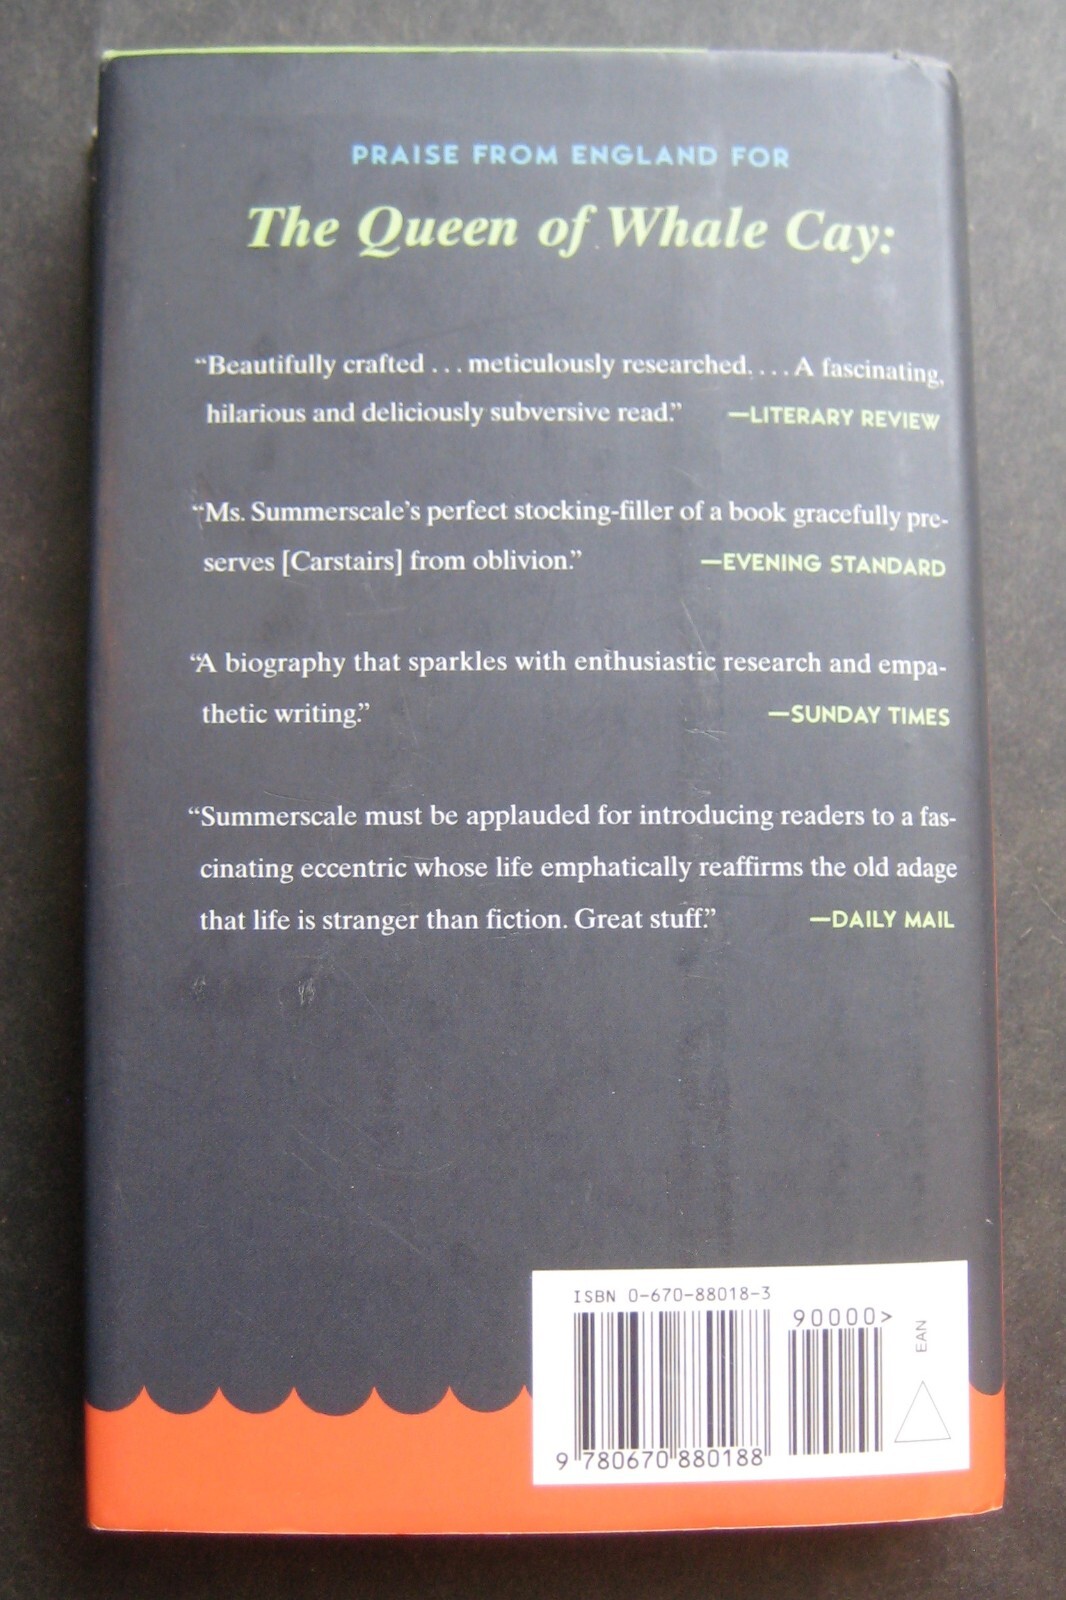 PRAISE FROM ENGLAND FOR
The Queen of Whale Cay:
“Beautifully crafted . . . meticulously researched. . . . A fascinating,
hilarious and deliciously subversive read.” —LITERARY REVIEW
“Ms. Summerscale’s perfect stocking-filler of a book gracefully pre-
serves [Carstairs] from oblivion.” —EVENING STANDARD
“A biography that sparkles with enthusiastic research and empa-
thetic writing.” —SUNDAY TIMES
“Summerscale must be applauded for introducing readers to a fas-
cinating eccentric whose life emphatically reaffirms the old adage
that life is stranger than fiction. Great stuff.” —DAILY MAIL
ISBN 0-670-88018-3
90000>
EAN
9 780670 880188